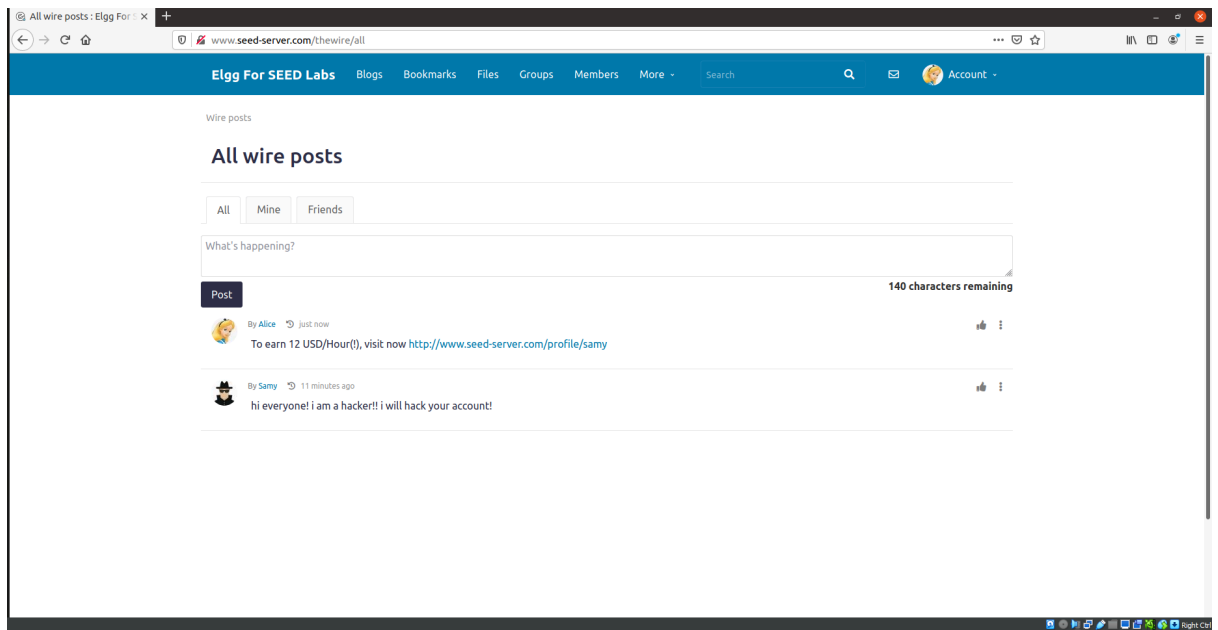 All wire posts : Elgg For S
www.seed-server.com/thewire/all
Elgg For SEED Labs Blogs Bookmarks Files Groups Members More Search Account
Wire posts
All wire posts
All Mine Friends
What's happening?
140 characters remaining
Post
By Alice just now
To earn 12 USD/Hour(!), visit now http://www.seed-server.com/profile/samy
By Samy 11 minutes ago
hi everyone! i am a hacker!! i will hack your account!
Right Ctrl